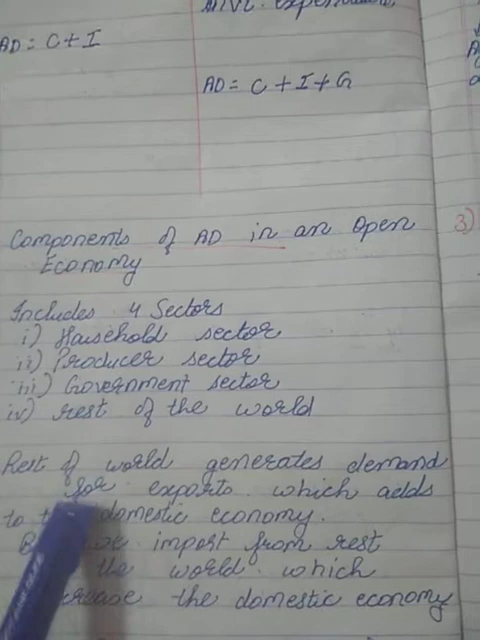 AD = C + I
AD = C + I + G
Components of AD in an Open
Economy
Includes 4 Sectors
i) Household sector
ii) Producer sector
iii) Government sector
iv) rest of the world
Rest of world generates demand
for exports which adds
to domestic economy.
we import from rest
the world which
the domestic economy
3)